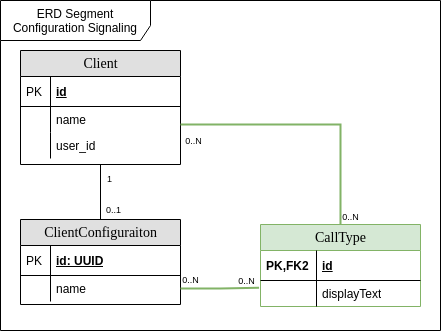 ERD Segment
Configuration Signaling
Client
PK id
name
user_id
0..N
1
0..1
0..N
ClientConfiguraiton
PK id: UUID
name
0..N
0..N
CallType
PK,FK2 id
displayText